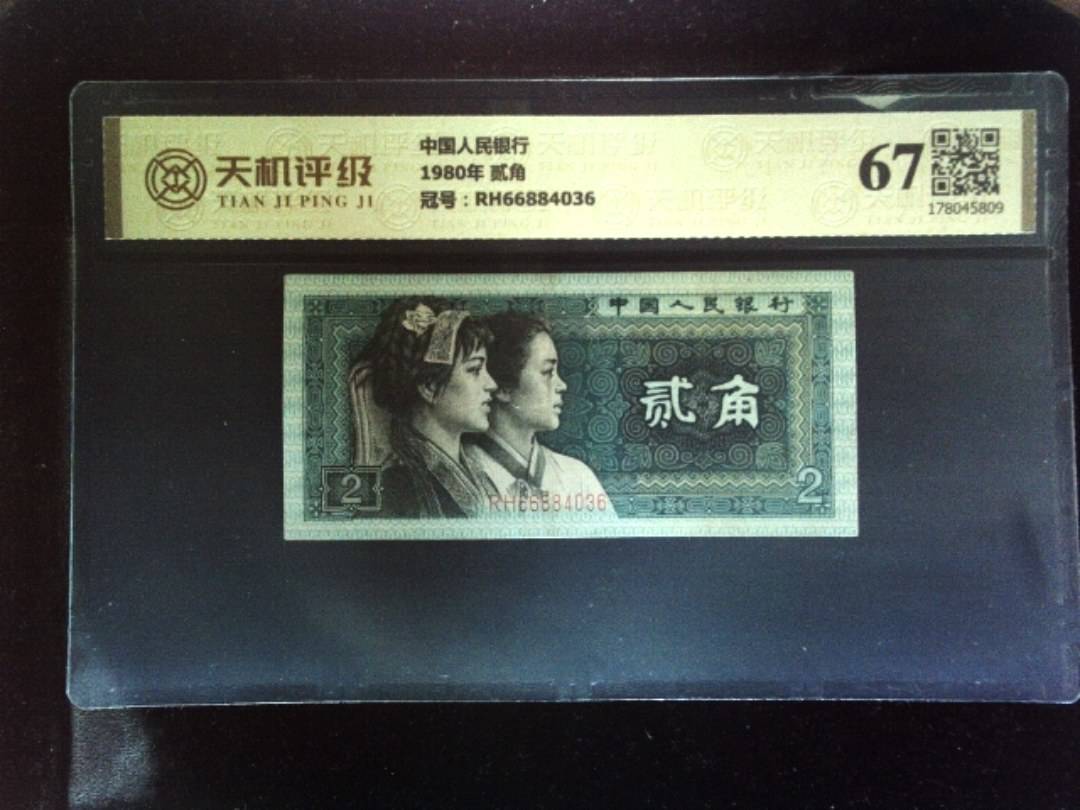 天机评级
TIAN JI PING JI
中国人民银行
1980年 贰角
冠号：RH66884036
67
178045809
中国人民银行
贰角
2
2
RH66884036